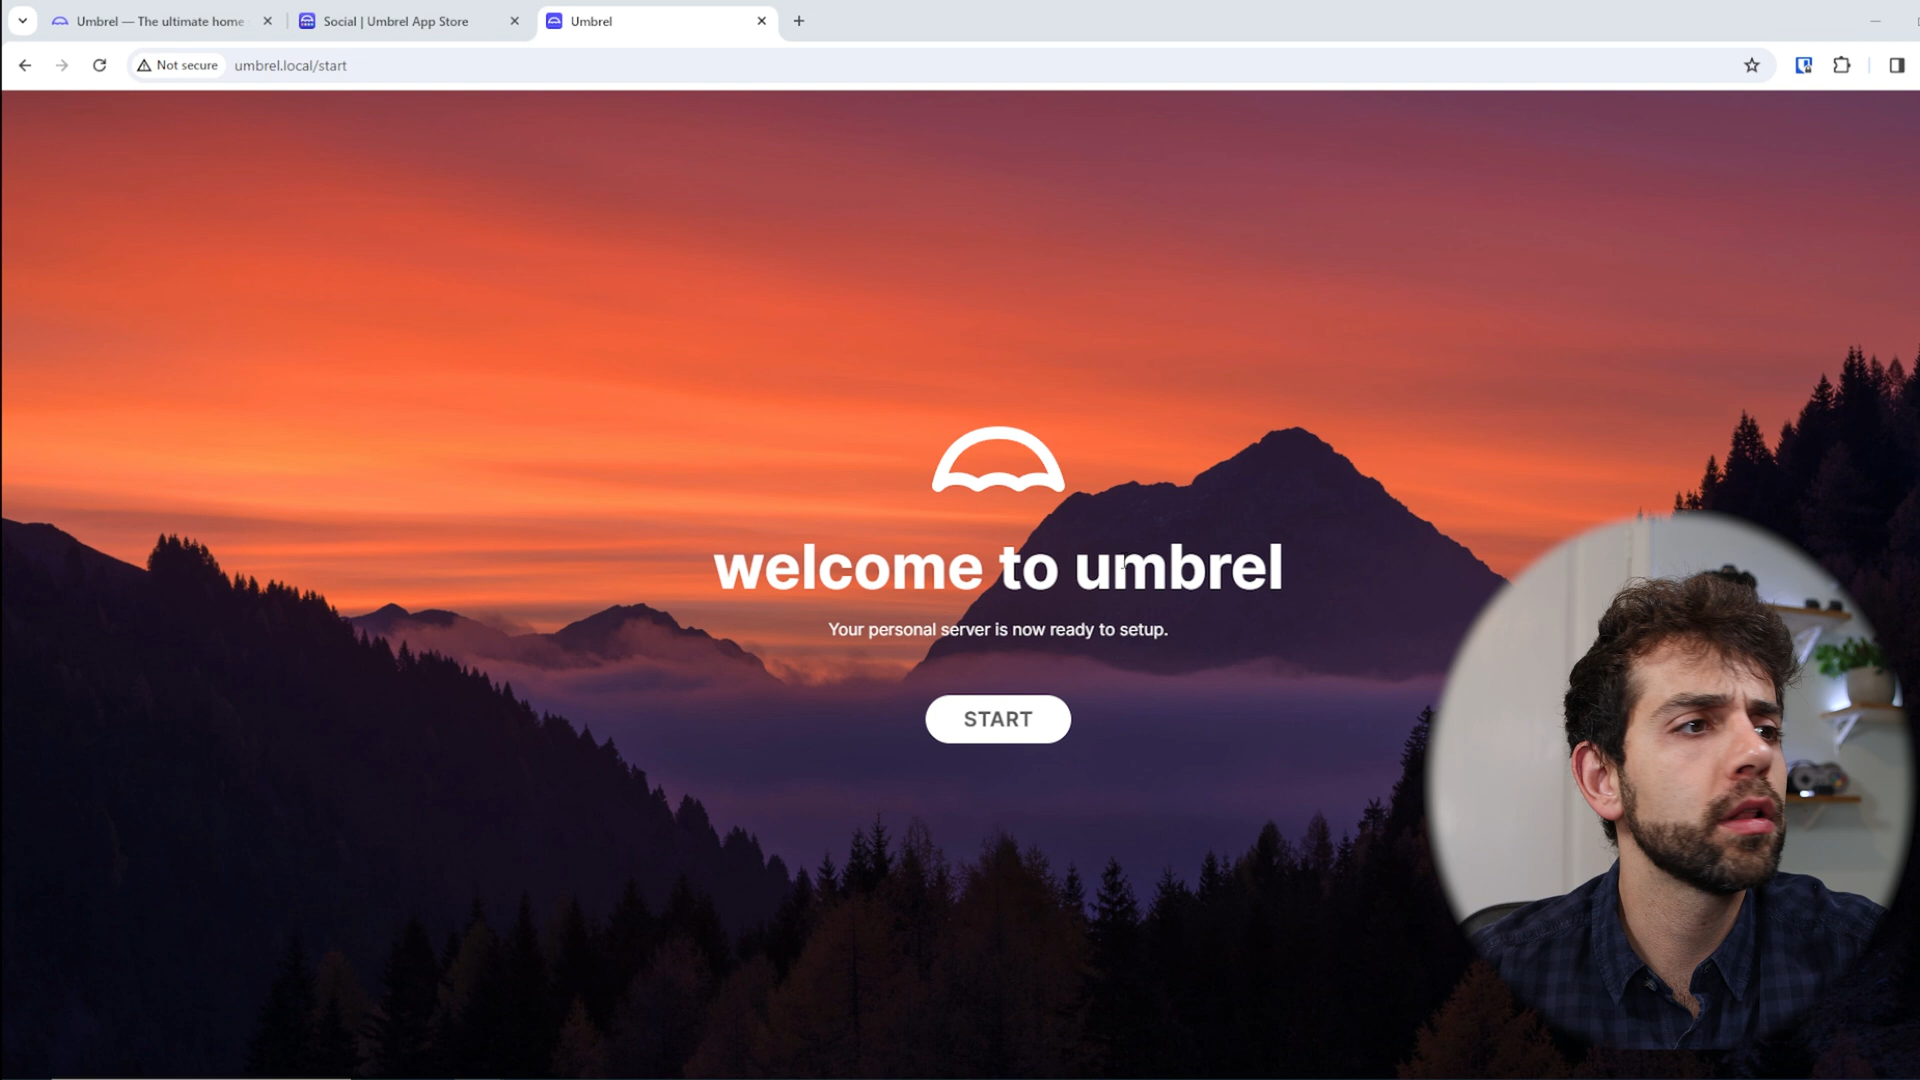 Umbrel — The ultimate home
Social | Umbrel App Store
Umbrel
Not secure
umbrel.local/start
welcome to umbrel
Your personal server is now ready to setup.
START